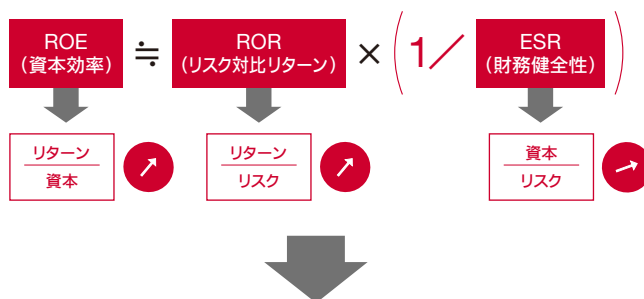 ROE
(資本効率)
≒
ROR
(リスク対比リターン)
×
(1／
ESR
(財務健全性)
)
リターン
資本
リターン
リスク
資本
リスク